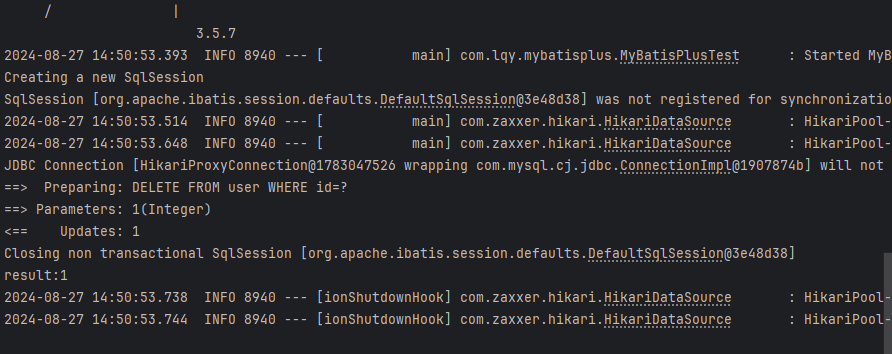 / |
3.5.7
2024-08-27 14:50:53.393  INFO 8940 --- [           main] com.lqy.mybatisplus.MyBatisPlusTest      : Started MyB
Creating a new SqlSession
SqlSession [org.apache.ibatis.session.defaults.DefaultSqlSession@3e48d38] was not registered for synchronizatio
2024-08-27 14:50:53.514  INFO 8940 --- [           main] com.zaxxer.hikari.HikariDataSource       : HikariPool-
2024-08-27 14:50:53.648  INFO 8940 --- [           main] com.zaxxer.hikari.HikariDataSource       : HikariPool-
JDBC Connection [HikariProxyConnection@1783047526 wrapping com.mysql.cj.jdbc.ConnectionImpl@1907874b] will not
==>  Preparing: DELETE FROM user WHERE id=?
==> Parameters: 1(Integer)
<==    Updates: 1
Closing non transactional SqlSession [org.apache.ibatis.session.defaults.DefaultSqlSession@3e48d38]
result:1
2024-08-27 14:50:53.738  INFO 8940 --- [ionShutdownHook] com.zaxxer.hikari.HikariDataSource       : HikariPool-
2024-08-27 14:50:53.744  INFO 8940 --- [ionShutdownHook] com.zaxxer.hikari.HikariDataSource       : HikariPool-